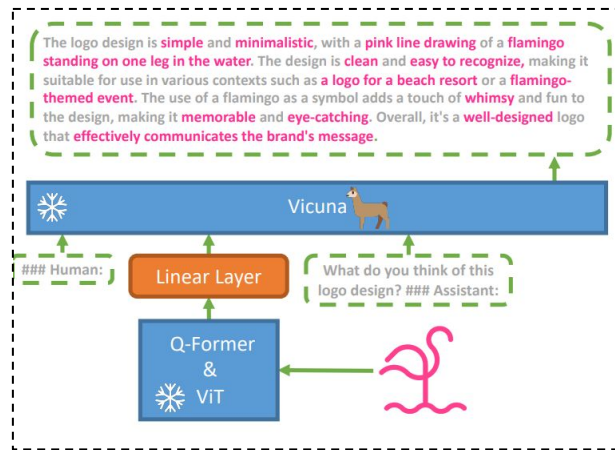 The logo design is simple and minimalistic, with a pink line drawing of a flamingo
standing on one leg in the water. The design is clean and easy to recognize, making it
suitable for use in various contexts such as a logo for a beach resort or a flamingo-
themed event. The use of a flamingo as a symbol adds a touch of whimsy and fun to
the design, making it memorable and eye-catching. Overall, it's a well-designed logo
that effectively communicates the brand's message.
Vicuna
### Human:
Linear Layer
What do you think of this
logo design? ### Assistant:
Q-Former
&
ViT